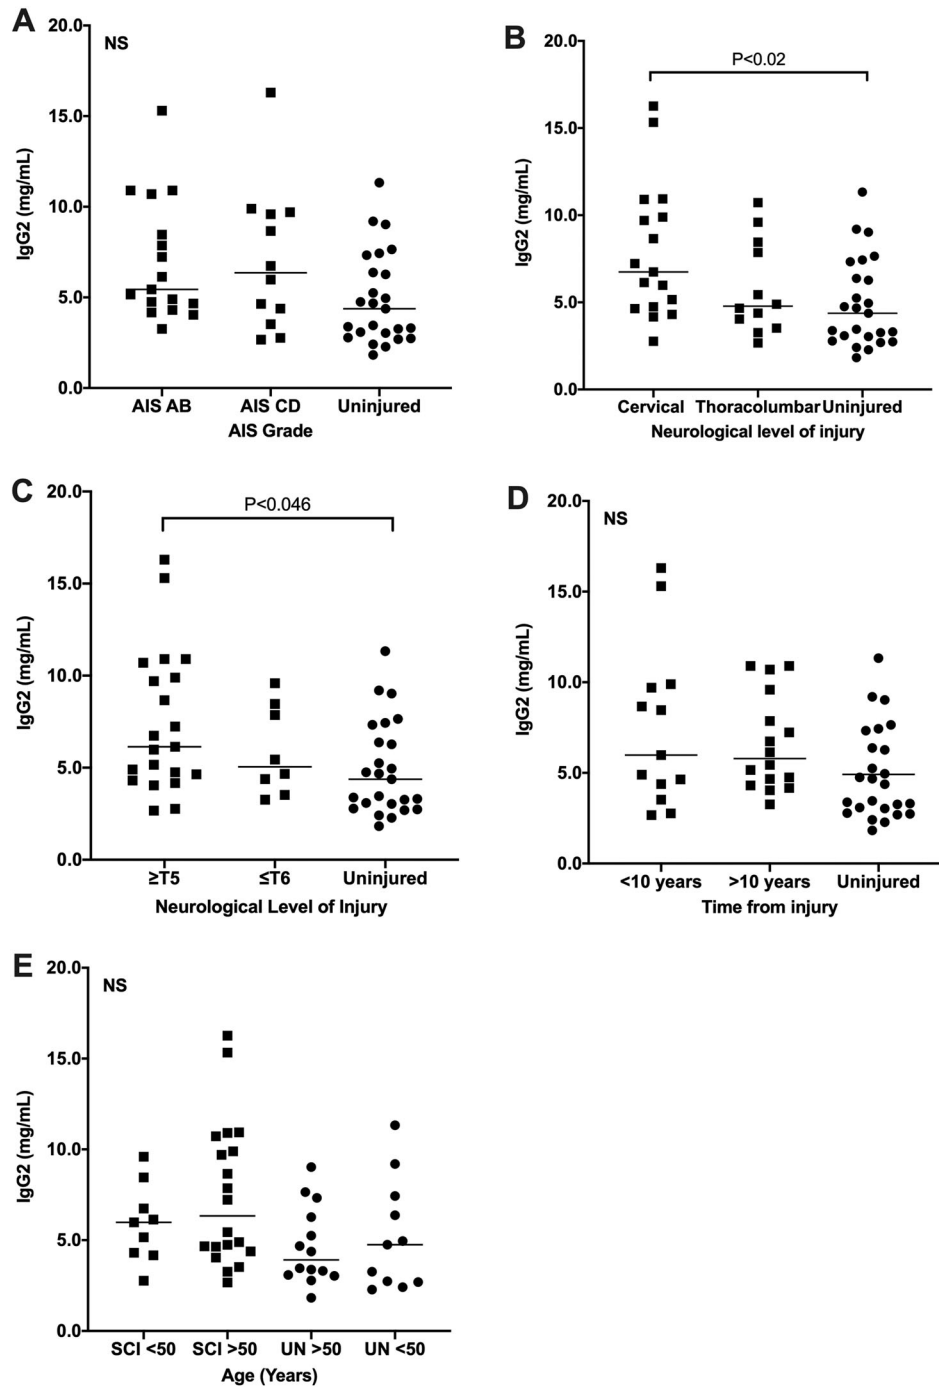 A
NS
IgG2 (mg/mL)
20.0
15.0
10.0
5.0
0.0
AIS AB AIS CD Uninjured
AIS Grade
B
P<0.02
IgG2 (mg/mL)
20.0
15.0
10.0
5.0
0.0
Cervical Thoracolumbar Uninjured
Neurological level of injury
C
P<0.046
IgG2 (mg/mL)
20.0
15.0
10.0
5.0
0.0
≥T5 ≤T6 Uninjured
Neurological Level of Injury
D
NS
IgG2 (mg/mL)
20.0
15.0
10.0
5.0
0.0
<10 years >10 years Uninjured
Time from injury
E
NS
IgG2 (mg/mL)
20.0
15.0
10.0
5.0
0.0
SCI <50 SCI >50 UN >50 UN <50
Age (Years)